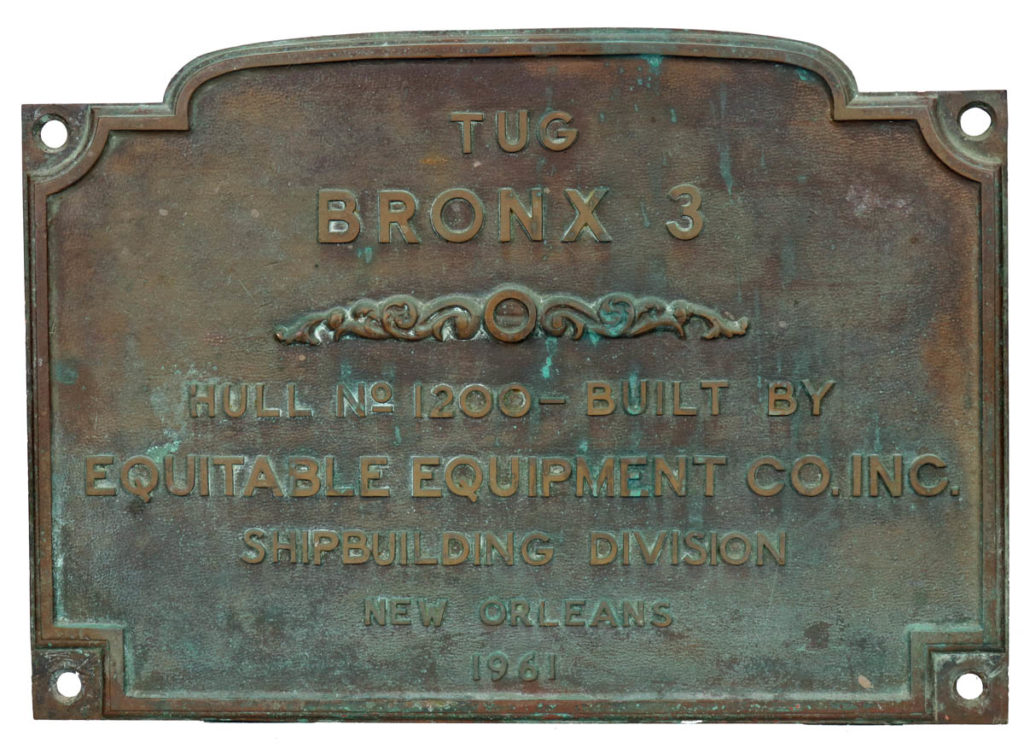 TUG
BRONX 3
HULL Nº 1200 – BUILT BY
EQUITABLE EQUIPMENT CO. INC.
SHIPBUILDING DIVISION
NEW ORLEANS
1961